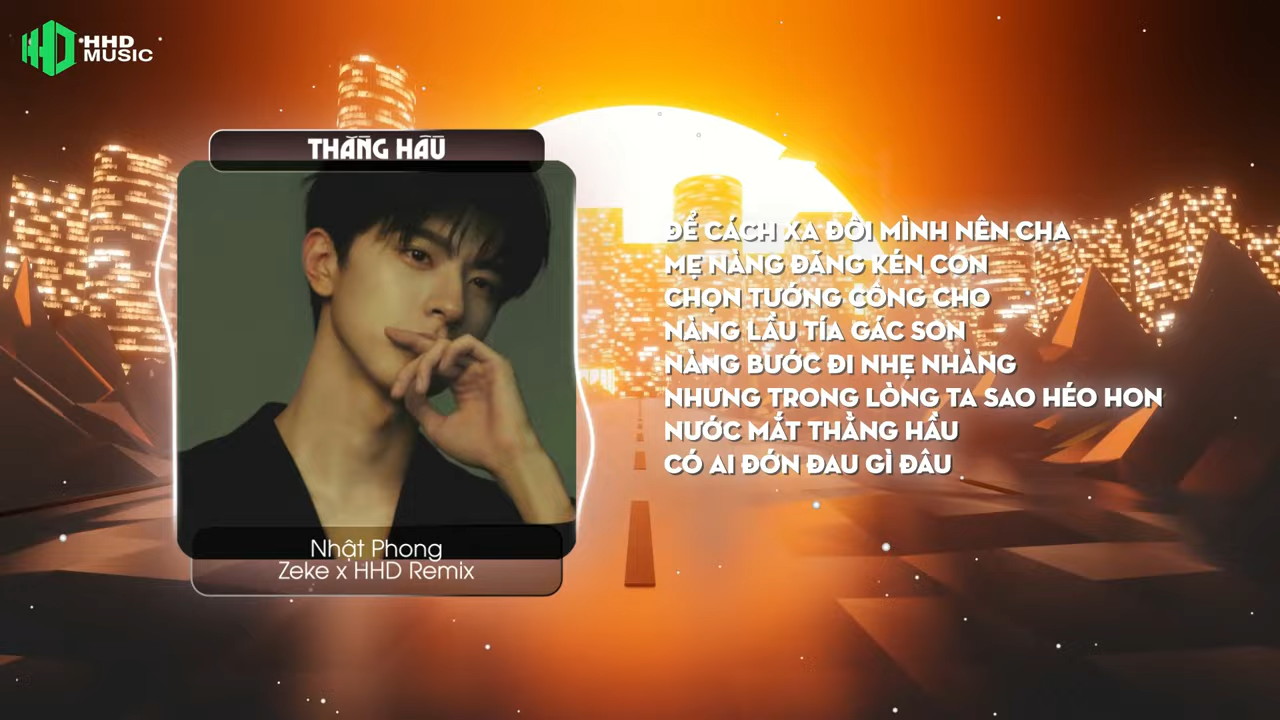 HHD
MUSIC
THẰNG HẦU
ĐỂ CÁCH XA ĐỜI MÌNH NÊN CHA
MẸ NÀNG ĐANG KÉN CON
CHỌN TƯỚNG CÔNG CHO
NÀNG LẦU TÍA GÁC SON
NÀNG BƯỚC ĐI NHẸ NHÀNG
NHƯNG TRONG LÒNG TA SAO HÉO HON
NƯỚC MẮT THẰNG HẦU
CÓ AI ĐỚN ĐAU GÌ ĐÂU
Nhật Phong
Zeke x HHD Remix